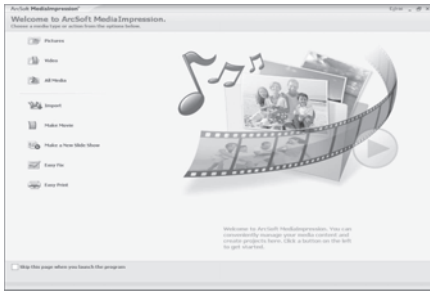 ArcSoft MediaImpression
Welcome to ArcSoft MediaImpression.
Choose a media type or action from the options below.
Pictures
Video
All Media
Import
Make Movie
Make a New Slide Show
Easy Fix
Easy Print
Welcome to ArcSoft MediaImpression. You can
conveniently manage your media content and
create projects here. Click a button on the left
to get started.
Skip this page when you launch the program.